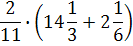 2/11 · (14 1/3 + 2 1/6)